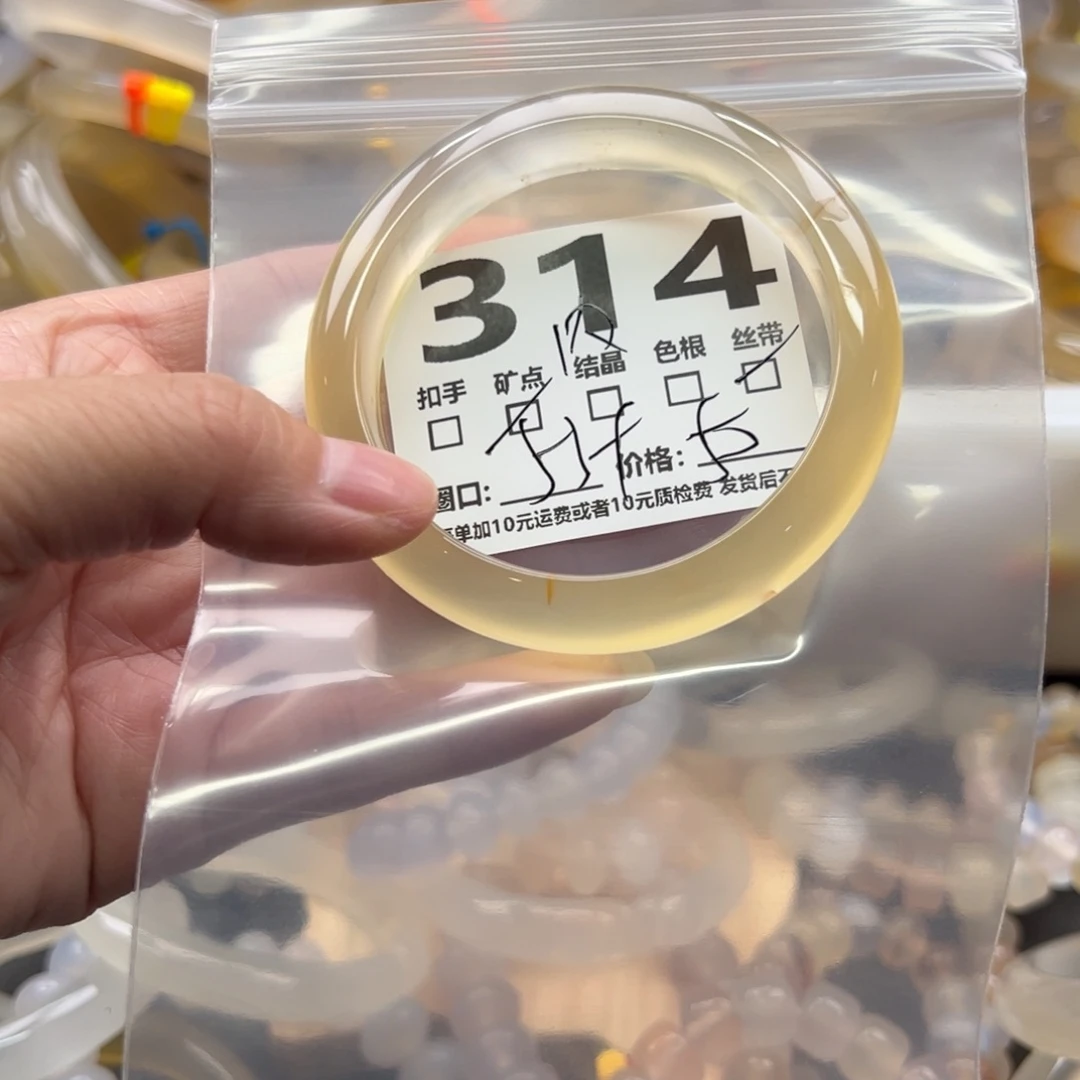 314
扣手 矿点 结晶 色根 丝带
圈口: 价格:
单加10元运费或者10元质检费 发货后不